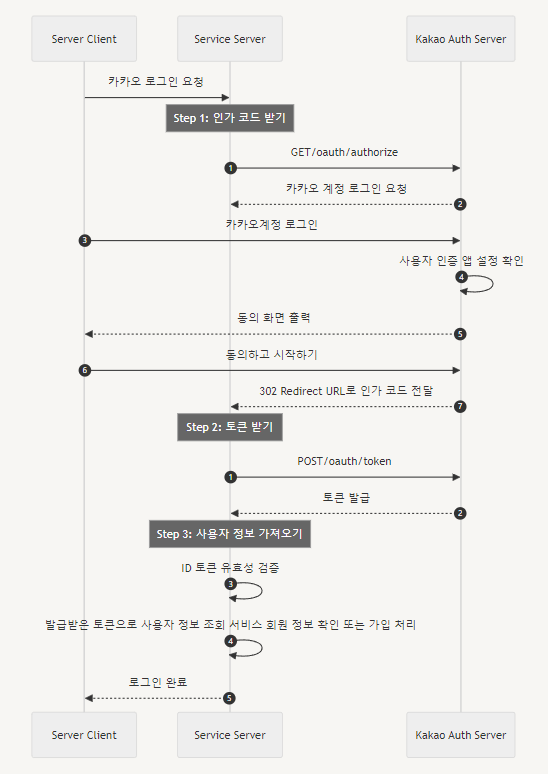 Server Client
Service Server
Kakao Auth Server
카카오 로그인 요청
Step 1: 인가 코드 받기
GET/oauth/authorize
1
카카오 계정 로그인 요청
2
카카오계정 로그인
3
사용자 인증 앱 설정 확인
4
동의 화면 출력
5
동의하고 시작하기
6
302 Redirect URL로 인가 코드 전달
7
Step 2: 토큰 받기
POST/oauth/token
1
토큰 발급
2
Step 3: 사용자 정보 가져오기
ID 토큰 유효성 검증
3
발급받은 토큰으로 사용자 정보 조회 서비스 회원 정보 확인 또는 가입 처리
4
로그인 완료
5
Server Client
Service Server
Kakao Auth Server